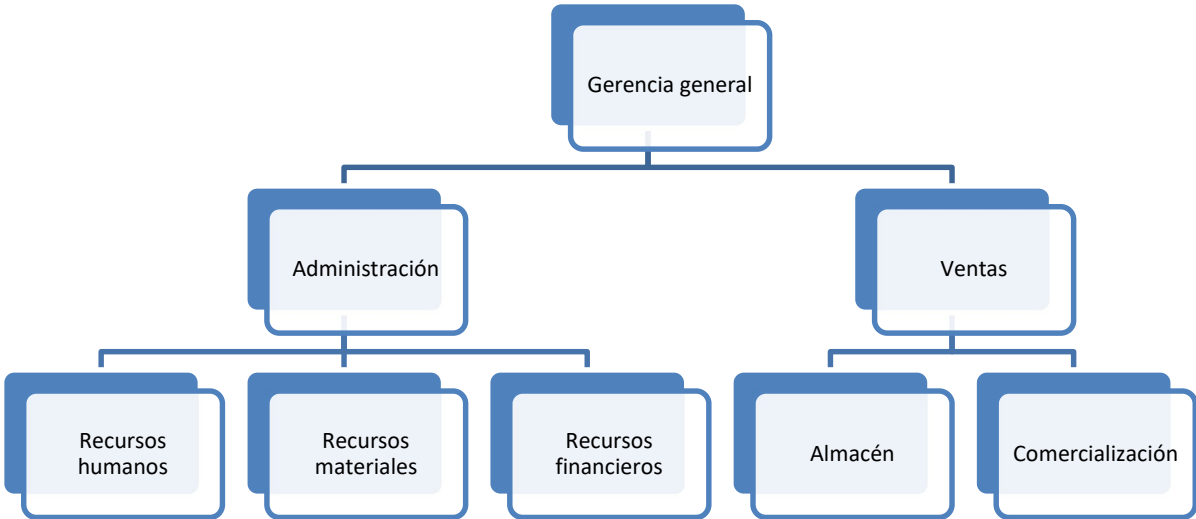 Gerencia general
Administración
Ventas
Recursos
humanos
Recursos
materiales
Recursos
financieros
Almacén
Comercialización